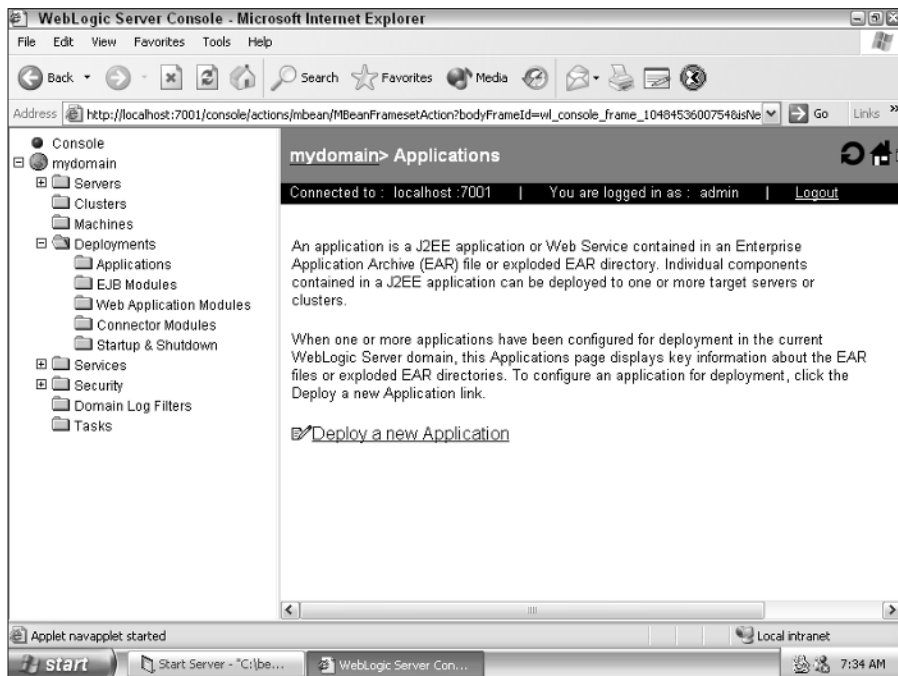 WebLogic Server Console - Microsoft Internet Explorer
File Edit View Favorites Tools Help
Back Search Favorites Media
Address http://localhost:7001/console/actions/mbean/MBeanFramesetAction?bodyFrameId=wl_console_frame_1048453600754&isNe Go Links »
Console
mydomain
Servers
Clusters
Machines
Deployments
Applications
EJB Modules
Web Application Modules
Connector Modules
Startup & Shutdown
Services
Security
Domain Log Filters
Tasks
mydomain> Applications
Connected to : localhost :7001 | You are logged in as : admin | Logout
An application is a J2EE application or Web Service contained in an Enterprise
Application Archive (EAR) file or exploded EAR directory. Individual components
contained in a J2EE application can be deployed to one or more target servers or
clusters.
When one or more applications have been configured for deployment in the current
WebLogic Server domain, this Applications page displays key information about the EAR
files or exploded EAR directories. To configure an application for deployment, click the
Deploy a new Application link.
Deploy a new Application
Applet navapplet started
Local intranet
start
Start Server - "C:\be...
WebLogic Server Con...
7:34 AM